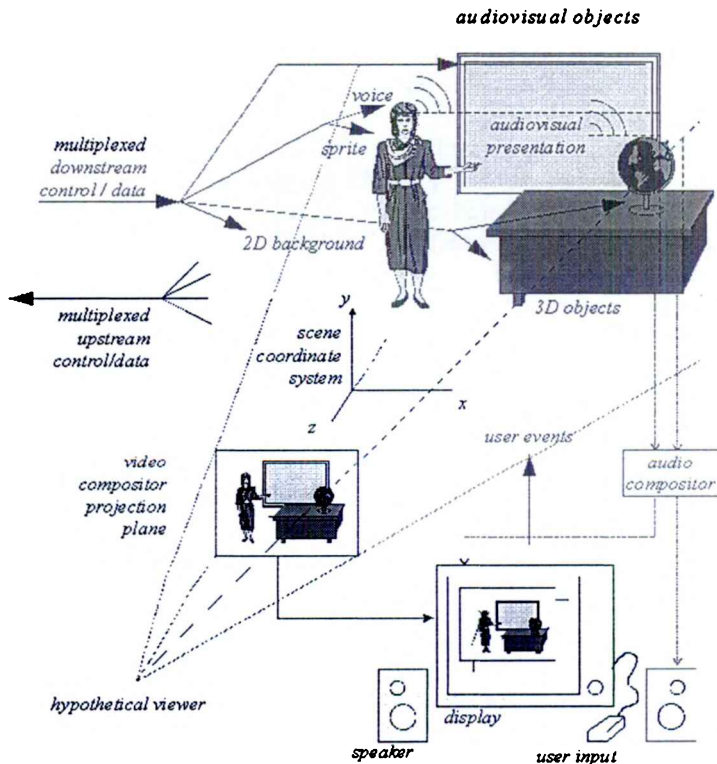 audiovisual objects
voice
multiplexed
downstream
control / data
sprite
audiovisual
presentation
2D background
3D objects
multiplexed
upstream
control/data
y
scene
coordinate
system
x
z
user events
video
compositor
projection
plane
audio
compositor
hypothetical viewer
display
speaker
user input